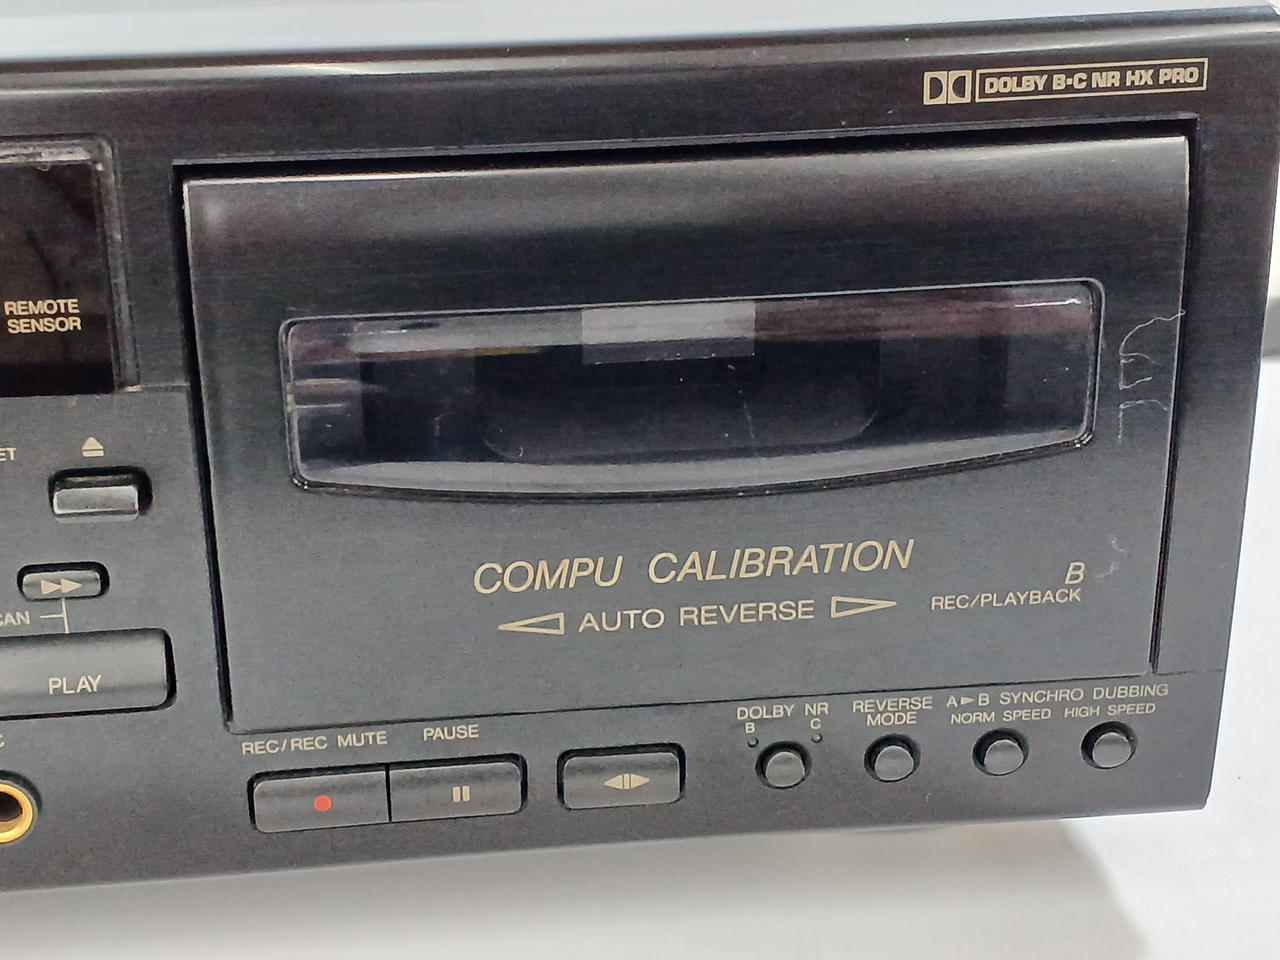 DOLBY B·C NR HX PRO
REMOTE
SENSOR
COMPU CALIBRATION
AUTO REVERSE
B
REC/PLAYBACK
PLAY
REC/REC MUTE
PAUSE
DOLBY NR
B C
REVERSE
MODE
A►B SYNCHRO DUBBING
NORM SPEED HIGH SPEED